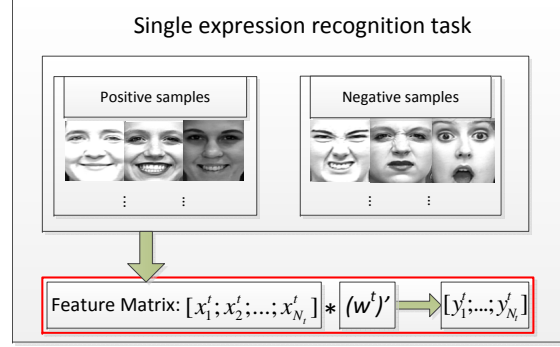 Single expression recognition task
Positive samples
Negative samples
⋮ ⋮
⋮ ⋮
Feature Matrix: [x₁ᵗ; x₂ᵗ; ...; x_{N_t}ᵗ] * (wᵗ)' [y₁ᵗ; ...; y_{N_t}ᵗ]